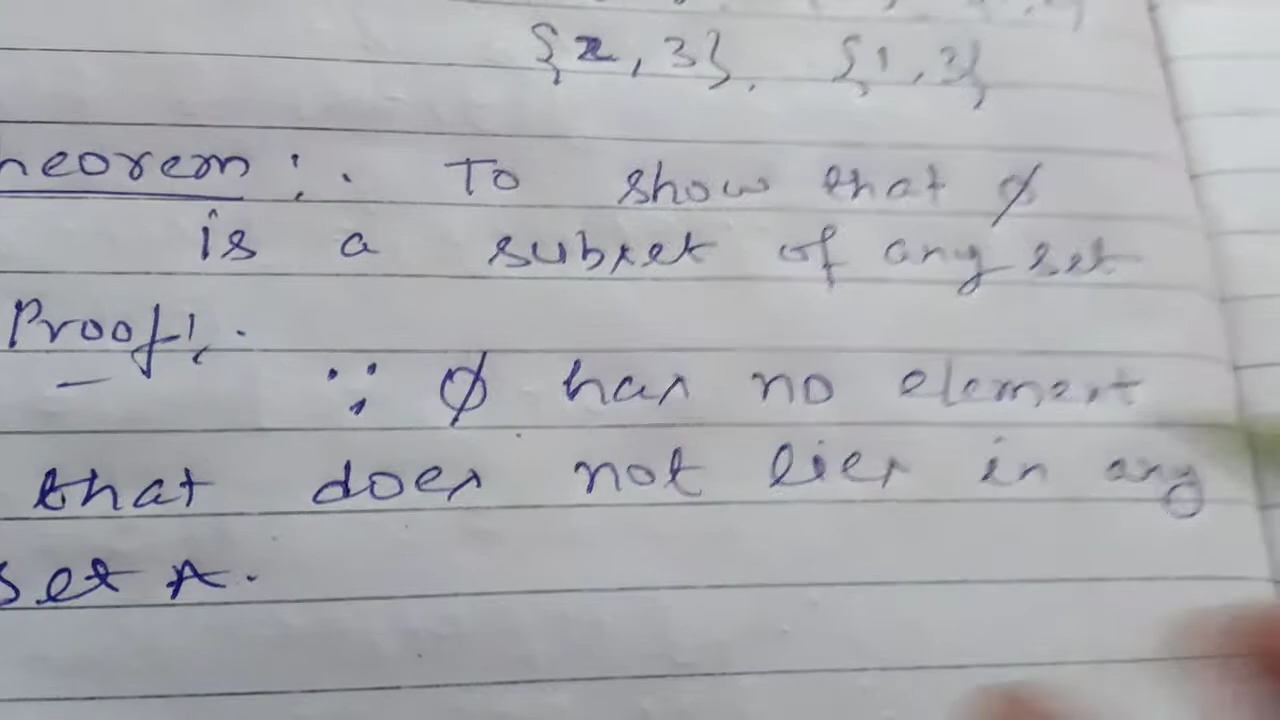 {2, 3}, {1, 3}
heorem :. To show that ϕ
is a subset of any set
Proof :.
∵ ϕ has no element
that does not lies in any
set A.